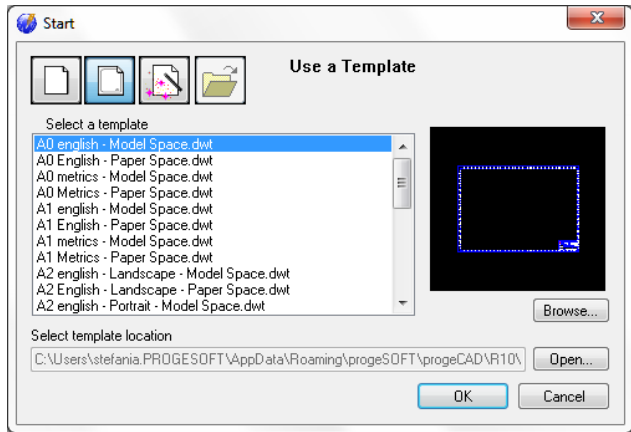 Start
Use a Template
Select a template
A0 english - Model Space.dwt
A0 English - Paper Space.dwt
A0 metrics - Model Space.dwt
A0 Metrics - Paper Space.dwt
A1 english - Model Space.dwt
A1 English - Paper Space.dwt
A1 metrics - Model Space.dwt
A1 Metrics - Paper Space.dwt
A2 english - Landscape - Model Space.dwt
A2 English - Landscape - Paper Space.dwt
A2 english - Portrait - Model Space.dwt
Browse...
Select template location
C:\Users\stefania.PROGESOFT\AppData\Roaming\progeSOFT\progeCAD\R10\
Open...
OK
Cancel